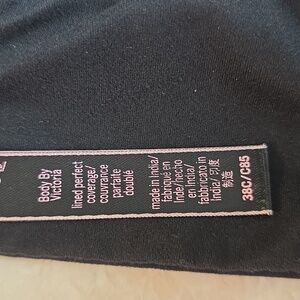 Body By
Victoria
lined perfect
coverage/
couvrance
parfaite
doublé
made in India/
fabriqué en
Inde/hecho
en India/
fabbricato in
India/ 印度
制造
38C/C85